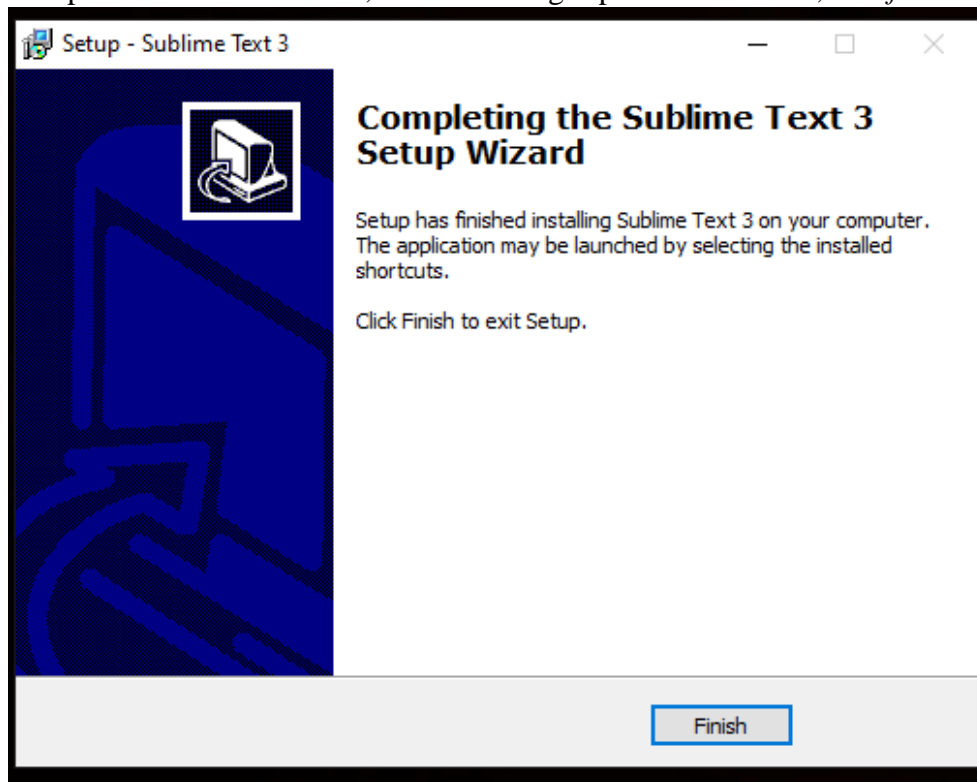 Setup - Sublime Text 3
Completing the Sublime Text 3
Setup Wizard
Setup has finished installing Sublime Text 3 on your computer.
The application may be launched by selecting the installed
shortcuts.
Click Finish to exit Setup.
Finish